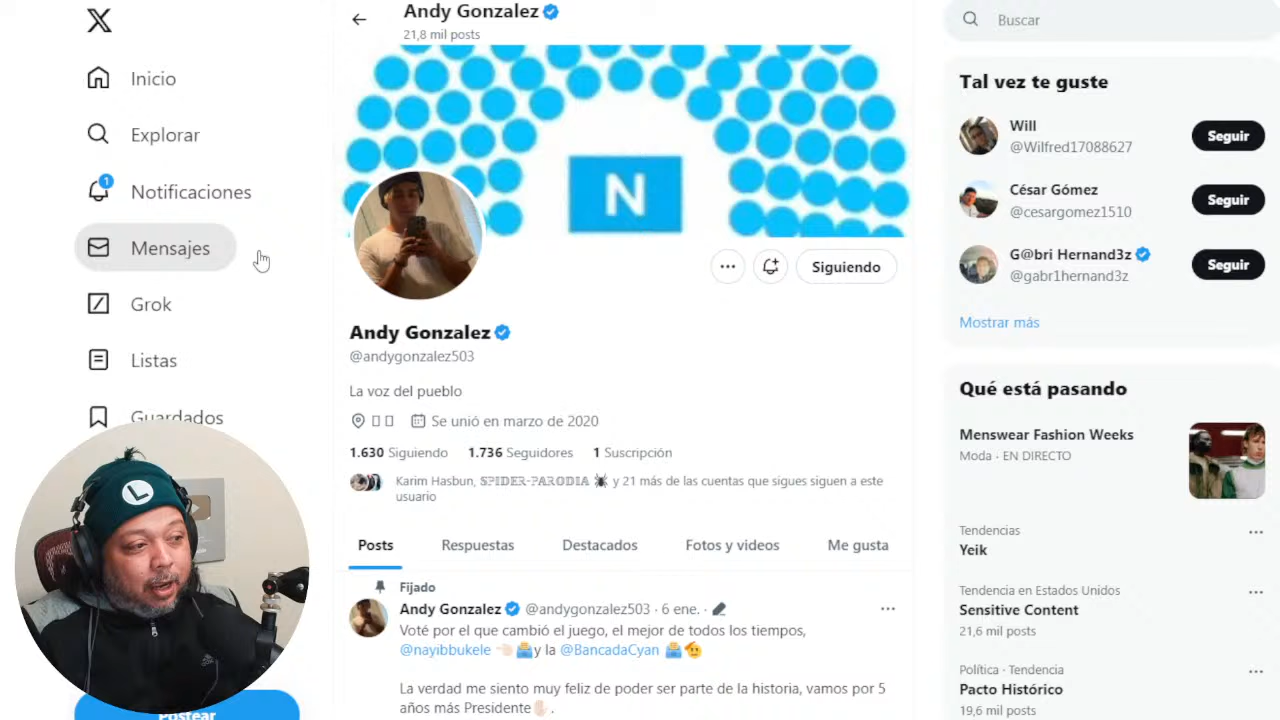 Inicio
Explorar
1
Notificaciones
Mensajes
Grok
Listas
Guardados
Postear
L
Andy Gonzalez
21,8 mil posts
N
Siguiendo
Andy Gonzalez
@andygonzalez503
La voz del pueblo
Se unió en marzo de 2020
1.630 Siguiendo 1.736 Seguidores 1 Suscripción
Karim Hasbun, 𝕊ℙ𝕀𝔻𝔼ℝ-ℙ𝔸ℝ𝕆𝔻𝕀𝔸 🕷 y 21 más de las cuentas que sigues siguen a este
usuario
Posts Respuestas Destacados Fotos y videos Me gusta
Fijado
Andy Gonzalez @andygonzalez503 · 6 ene. ·
Voté por el que cambió el juego, el mejor de todos los tiempos,
@nayibbukele 👈🏻🗳️y la @BancadaCyan 🗳️🫡
La verdad me siento muy feliz de poder ser parte de la historia, vamos por 5
años más Presidente✋🏻.
Buscar
Tal vez te guste
Will
@Wilfred17088627
Seguir
César Gómez
@cesargomez1510
Seguir
G@bri Hernand3z
@gabr1hernand3z
Seguir
Mostrar más
Qué está pasando
Menswear Fashion Weeks
Moda · EN DIRECTO
Tendencias
Yeik
Tendencia en Estados Unidos
Sensitive Content
21,6 mil posts
Política · Tendencia
Pacto Histórico
19,6 mil posts